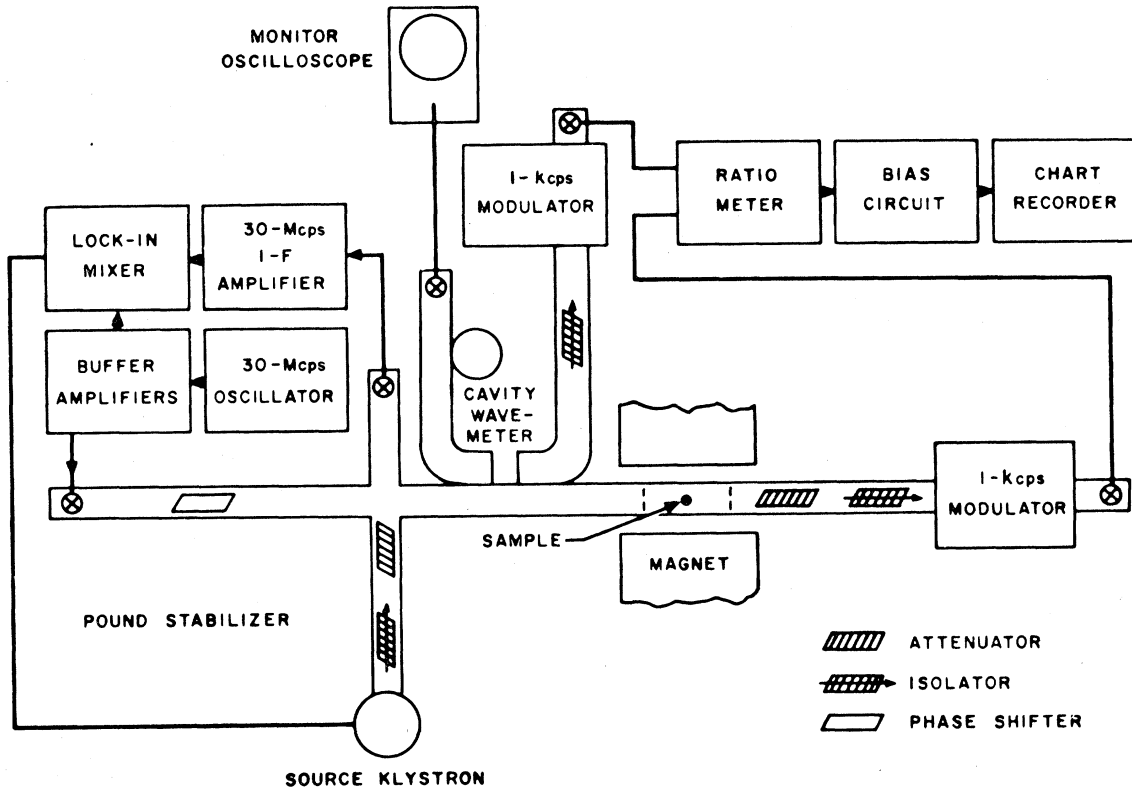 MONITOR
OSCILLOSCOPE
1-kcps
MODULATOR
RATIO
METER
BIAS
CIRCUIT
CHART
RECORDER
LOCK-IN
MIXER
30-Mcps
I-F
AMPLIFIER
BUFFER
AMPLIFIERS
30-Mcps
OSCILLATOR
CAVITY
WAVE-
METER
1-kcps
MODULATOR
SAMPLE
MAGNET
POUND STABILIZER
ATTENUATOR
ISOLATOR
PHASE SHIFTER
SOURCE KLYSTRON